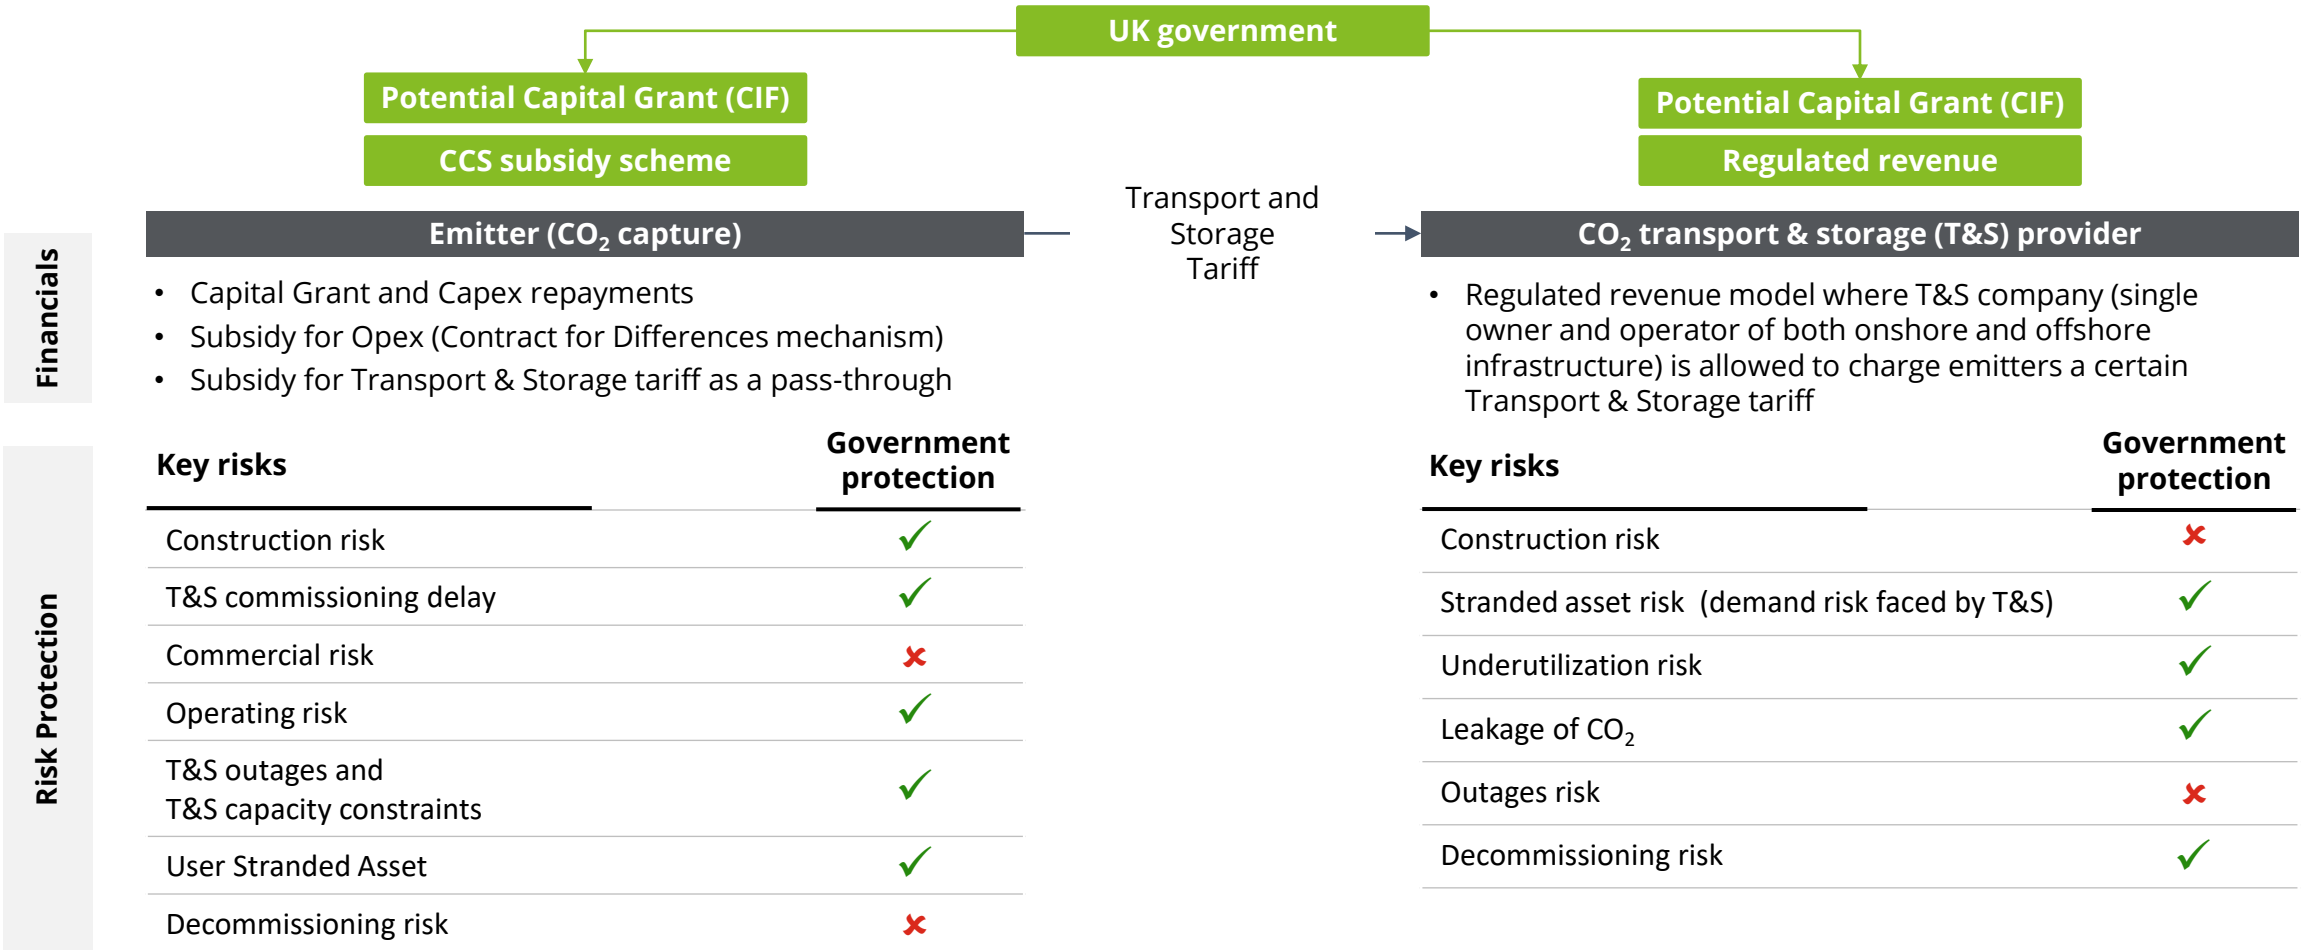 UK government
Potential Capital Grant (CIF)
CCS subsidy scheme
Potential Capital Grant (CIF)
Regulated revenue
Financials
Emitter (CO₂ capture)
Transport and
Storage
Tariff
CO₂ transport & storage (T&S) provider
• Capital Grant and Capex repayments
• Subsidy for Opex (Contract for Differences mechanism)
• Subsidy for Transport & Storage tariff as a pass-through
• Regulated revenue model where T&S company (single
owner and operator of both onshore and offshore
infrastructure) is allowed to charge emitters a certain
Transport & Storage tariff
Risk Protection
Key risks
Government
protection
Construction risk ✓
T&S commissioning delay ✓
Commercial risk ✘
Operating risk ✓
T&S outages and
T&S capacity constraints ✓
User Stranded Asset ✓
Decommissioning risk ✘
Key risks
Government
protection
Construction risk ✘
Stranded asset risk (demand risk faced by T&S) ✓
Underutilization risk ✓
Leakage of CO₂ ✓
Outages risk ✘
Decommissioning risk ✓